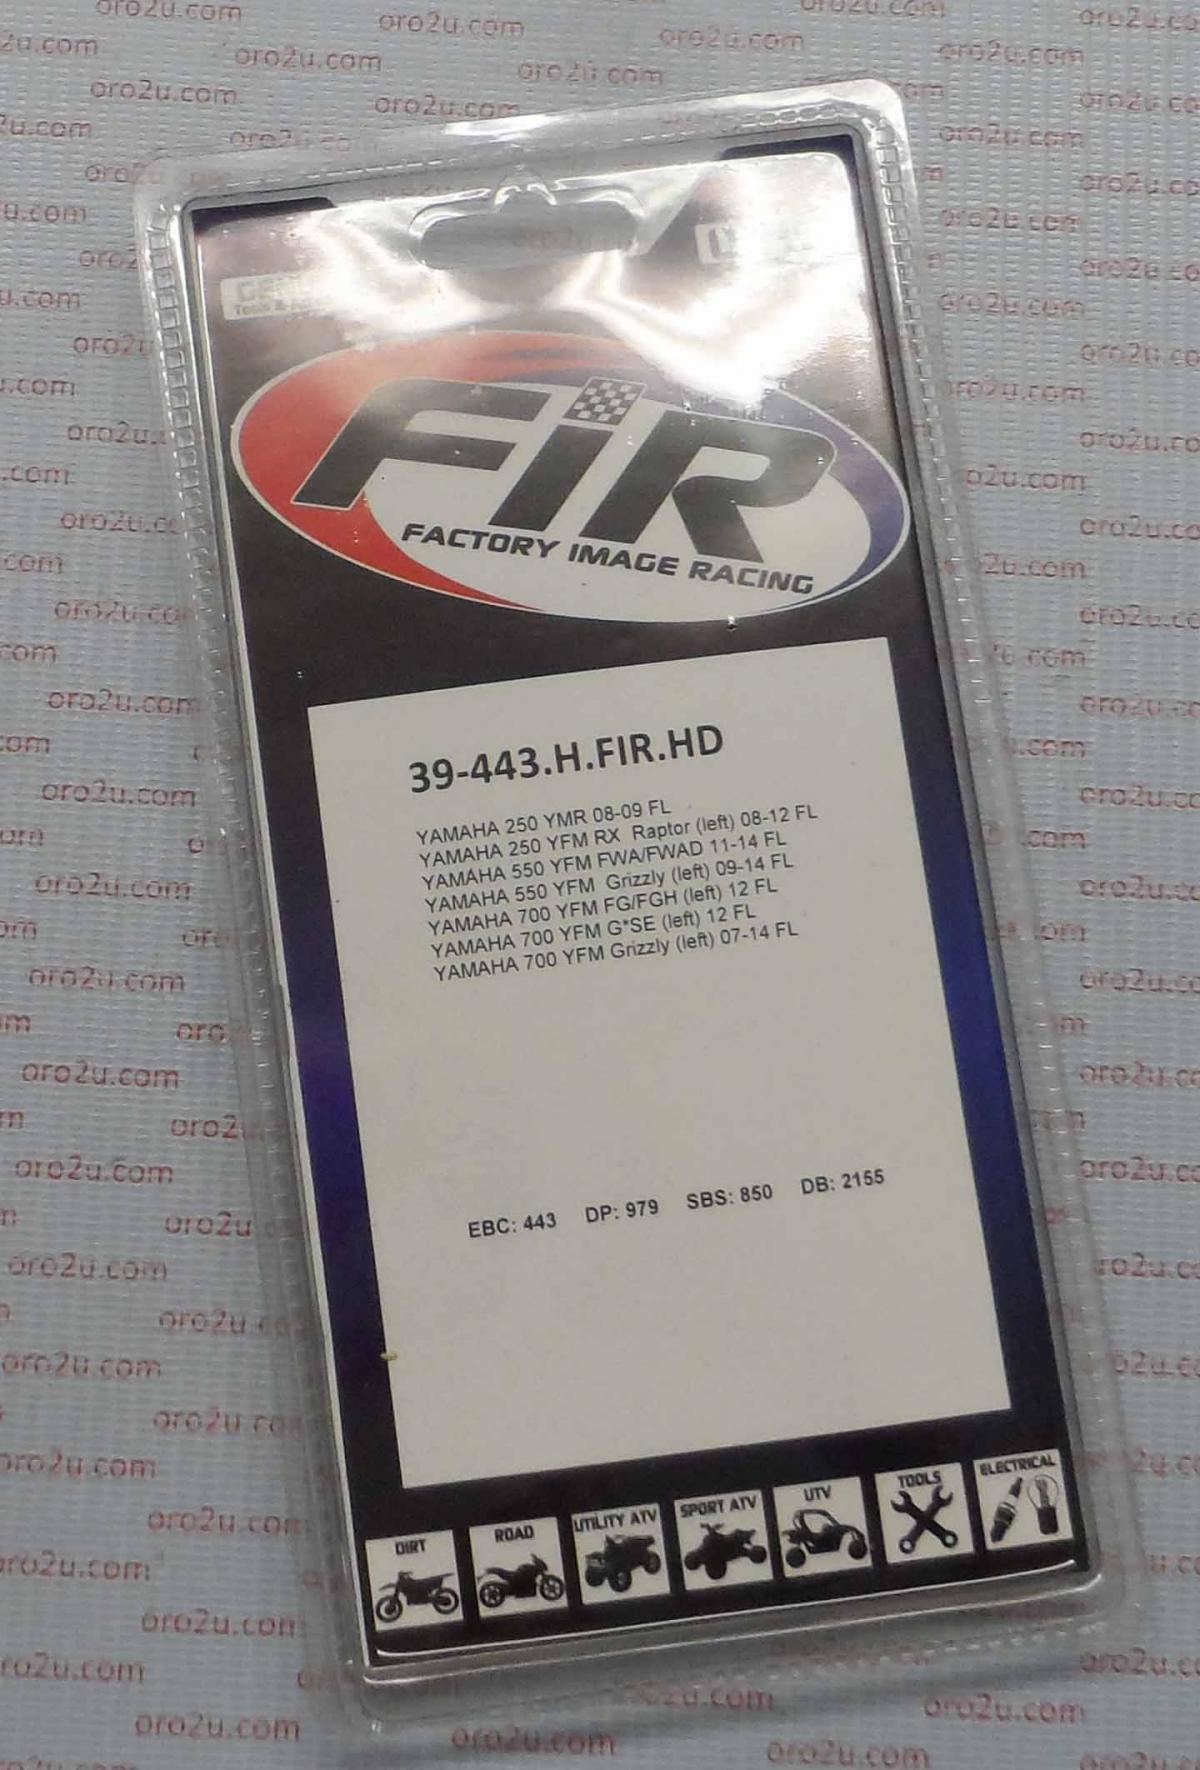 FiR
FACTORY IMAGE RACING
39-443.H.FIR.HD
YAMAHA 250 YMR 08-09 FL
YAMAHA 250 YFM RX Raptor (left) 08-12 FL
YAMAHA 550 YFM FWA/FWAD 11-14 FL
YAMAHA 550 YFM Grizzly (left) 09-14 FL
YAMAHA 700 YFM FG/FGH (left) 12 FL
YAMAHA 700 YFM G*SE (left) 12 FL
YAMAHA 700 YFM Grizzly (left) 07-14 FL
EBC: 443 DP: 979 SBS: 850 DB: 2155
DIRT ROAD UTILITY ATV SPORT ATV UTV TOOLS ELECTRICAL
oro2u.com